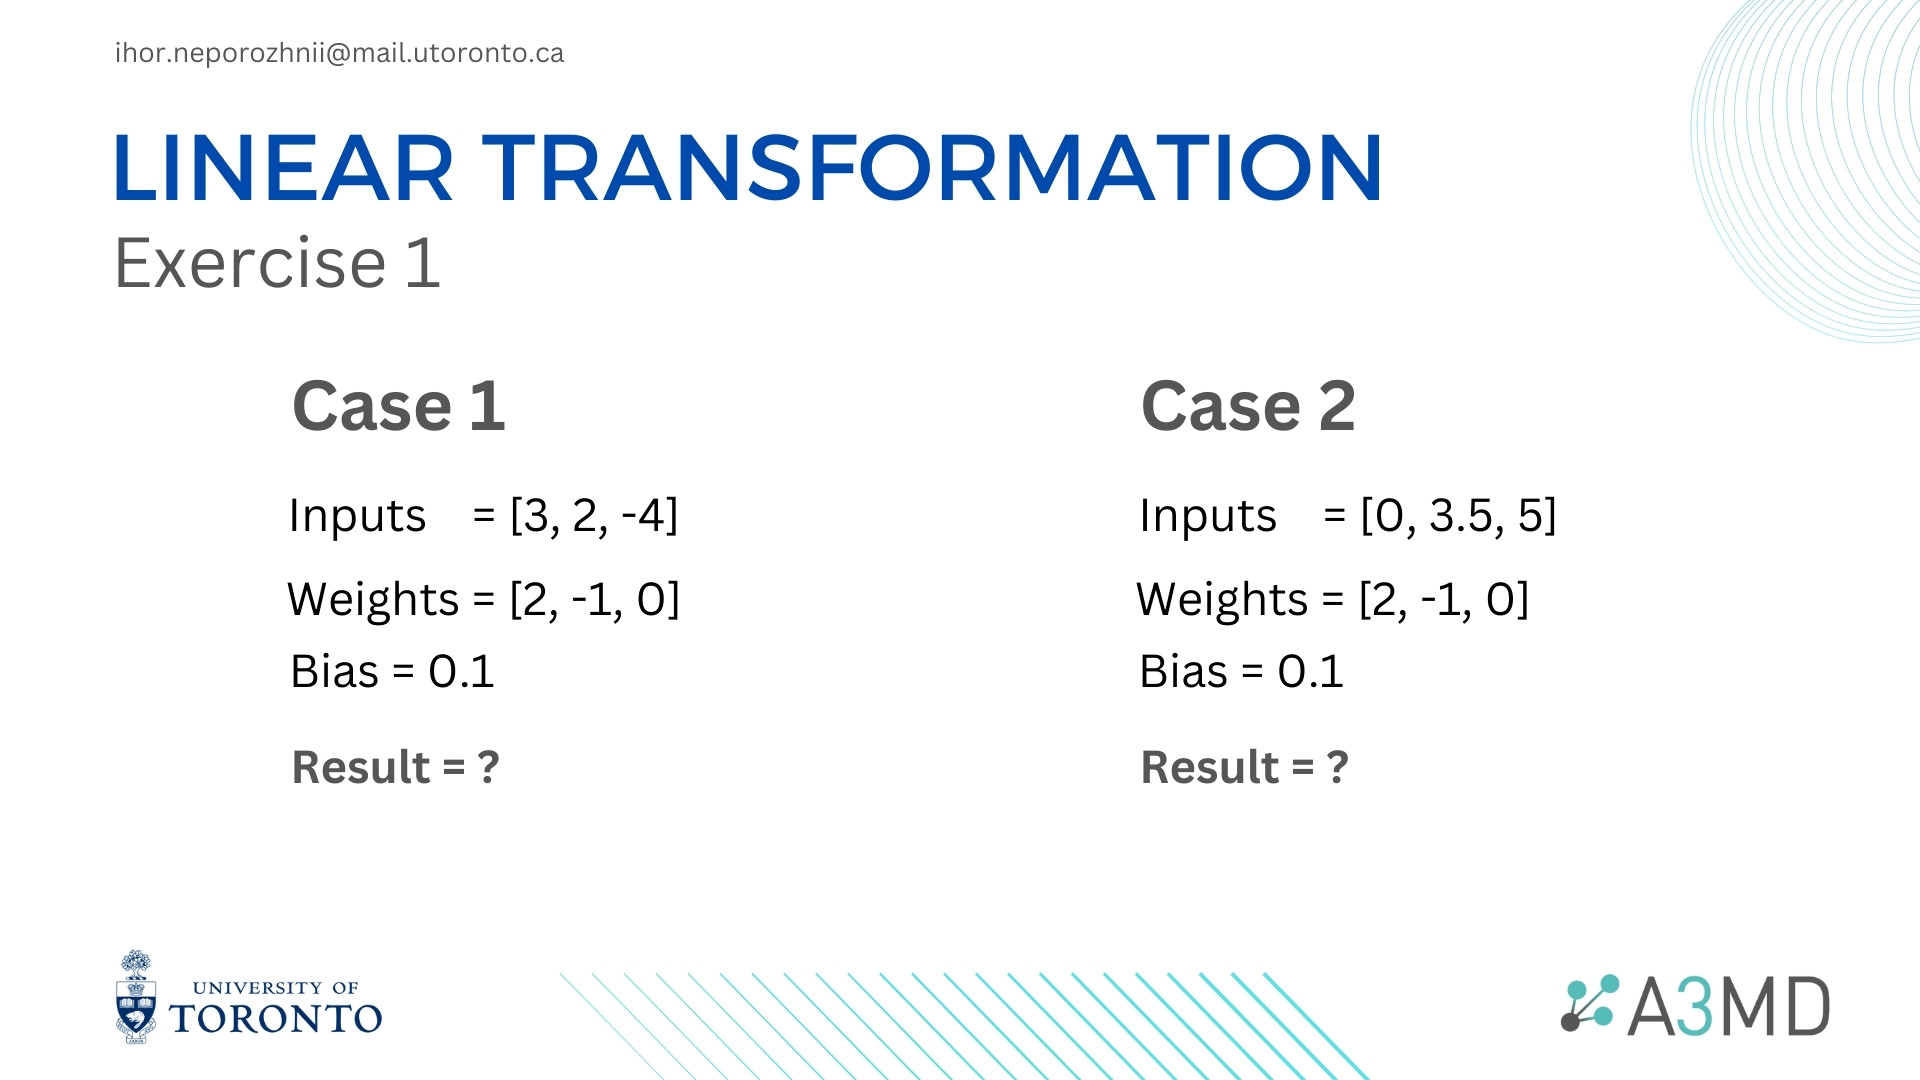 ihor.neporozhnii@mail.utoronto.ca
LINEAR TRANSFORMATION
Exercise 1
Case 1
Inputs = [3, 2, -4]
Weights = [2, -1, 0]
Bias = 0.1
Result = ?
Case 2
Inputs = [0, 3.5, 5]
Weights = [2, -1, 0]
Bias = 0.1
Result = ?
UNIVERSITY OF
TORONTO
A3MD